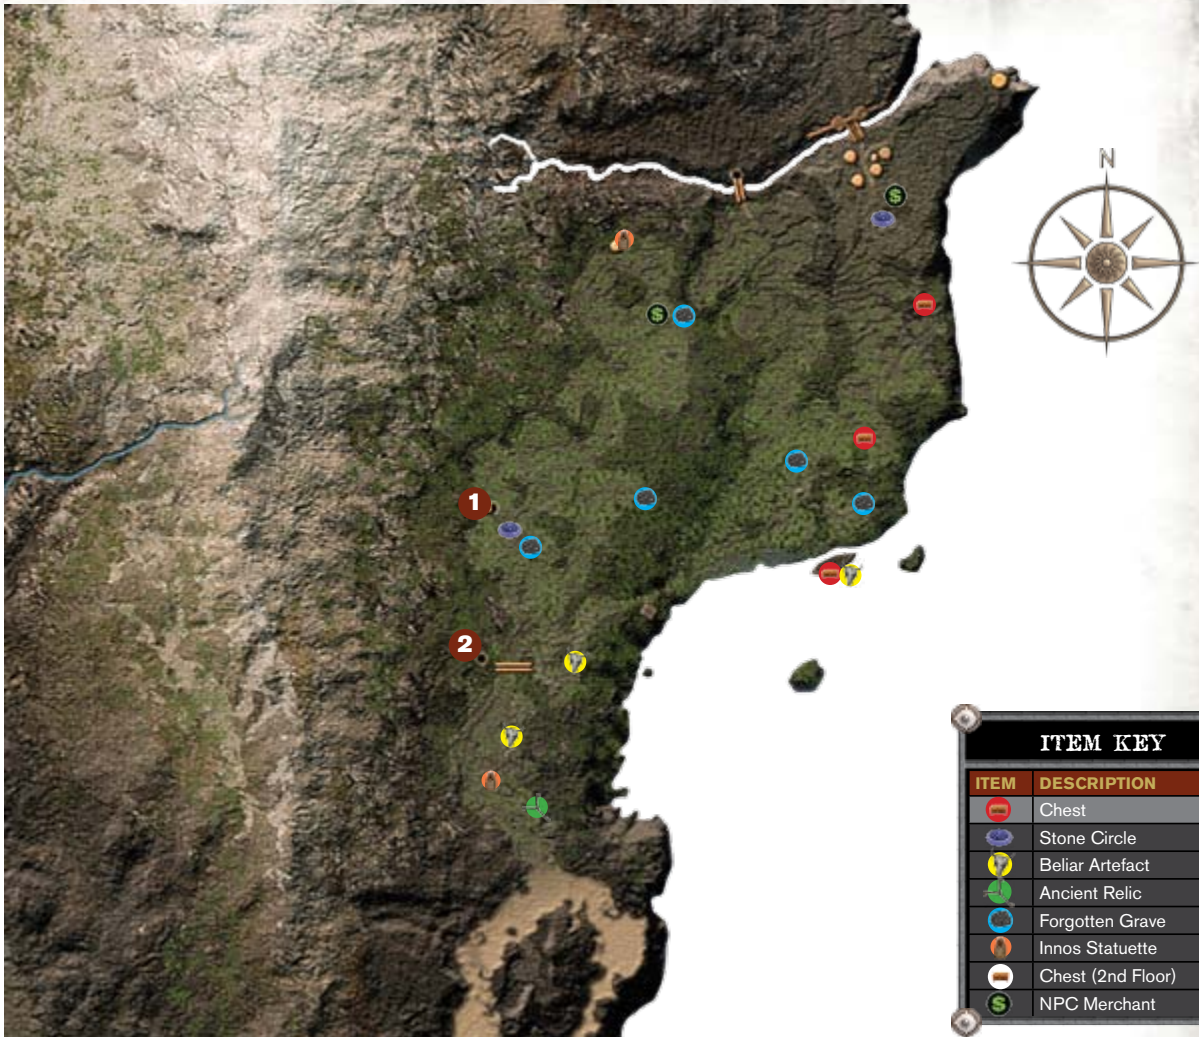 N
1
2
ITEM KEY
ITEM DESCRIPTION
Chest
Stone Circle
Beliar Artefact
Ancient Relic
Forgotten Grave
Innos Statuette
Chest (2nd Floor)
NPC Merchant
$
$
$